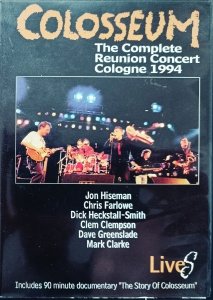 COLOSSEUM
The Complete
Reunion Concert
Cologne 1994
Jon Hiseman
Chris Farlowe
Dick Heckstall-Smith
Clem Clempson
Dave Greenslade
Mark Clarke
LiveS
Includes 90 minute documentary "The Story Of Colosseum"